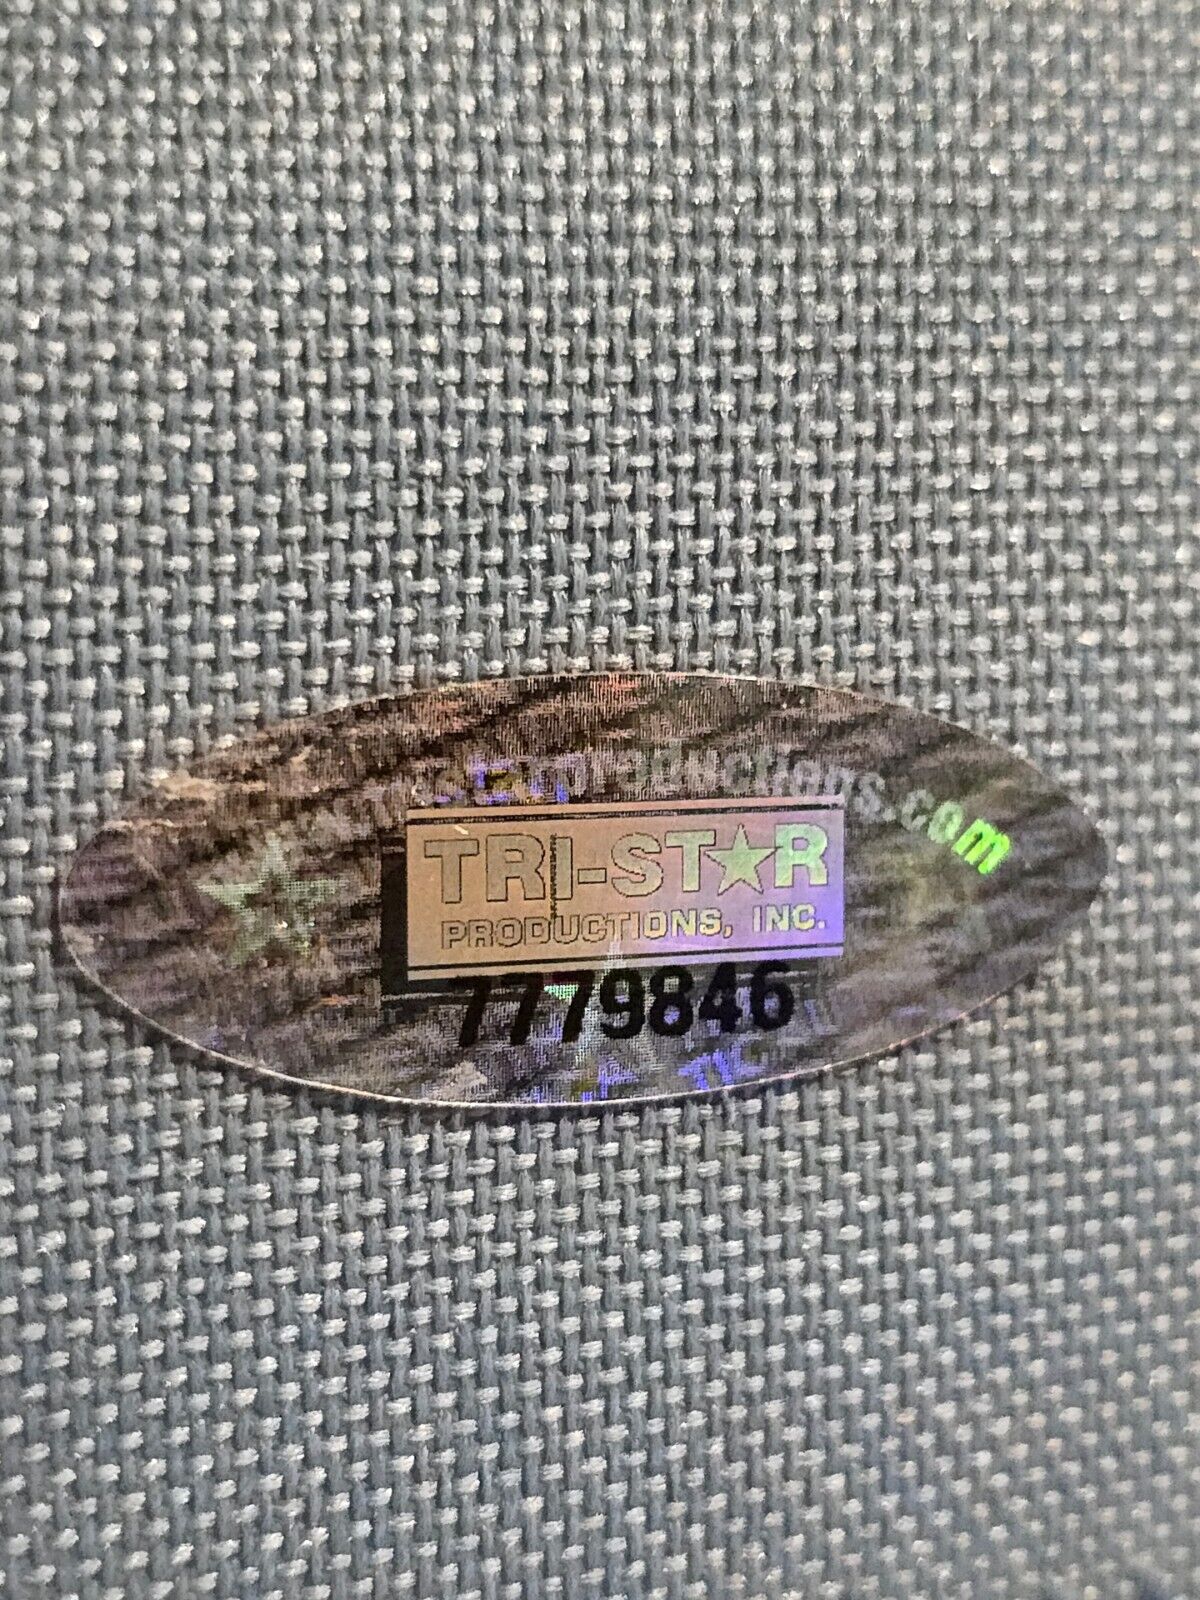 TRI-ST★R
PRODUCTIONS, INC.
7779846